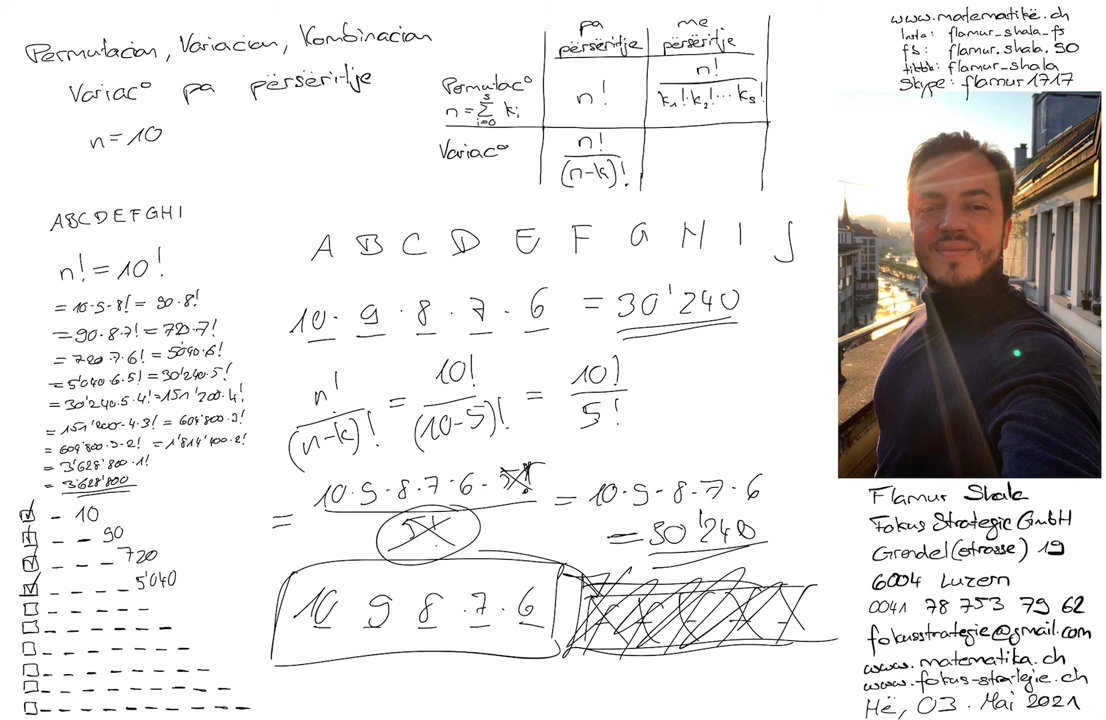 Permutacion, Variacion, Kombinacion
Variac° pa përsëritje
n = 10
pa përsëritje
me përsëritje
Permutac°
n = Σ kᵢ
s
i=0
n!
n!
k₁! · k₂! ··· kₛ!
Variac°
n!
(n-k)!
www.matematikë.ch
Insta: flamur_shala_fs
fb: flamur.shala.90
tiktok: flamur_shala
Skype: flamur1717
ABCDEFGHI
n! = 10!
= 10·9·8! = 90·8!
= 90·8·7! = 720·7!
= 720·7·6! = 5'040·6!
= 5'040·6·5! = 30'240·5!
= 30'240·5·4! = 151'200·4!
= 151'200·4·3! = 604'800·3!
= 604'800·3·2! = 1'814'400·2!
= 3'628'800·1!
= 3'628'800
- 10
- - 90
- - - 720
- - - - 5'040
A B C D E F G H I J
10 · 9 · 8 · 7 · 6 = 30'240
n! = 10! = 10!
(n-k)! (10-5)! 5!
= 10·9·8·7·6·5! = 10·9·8·7·6
5!
= 30'240
10 9 8 · 7 · 6
Flamur Shala
Fokus Strategie GmbH
Grendel(strasse) 19
6004 Luzern
0041 78 753 79 62
fokusstrategie@gmail.com
www.matematika.ch
www.fokus-strategie.ch
Hë, 03. Mai 2021